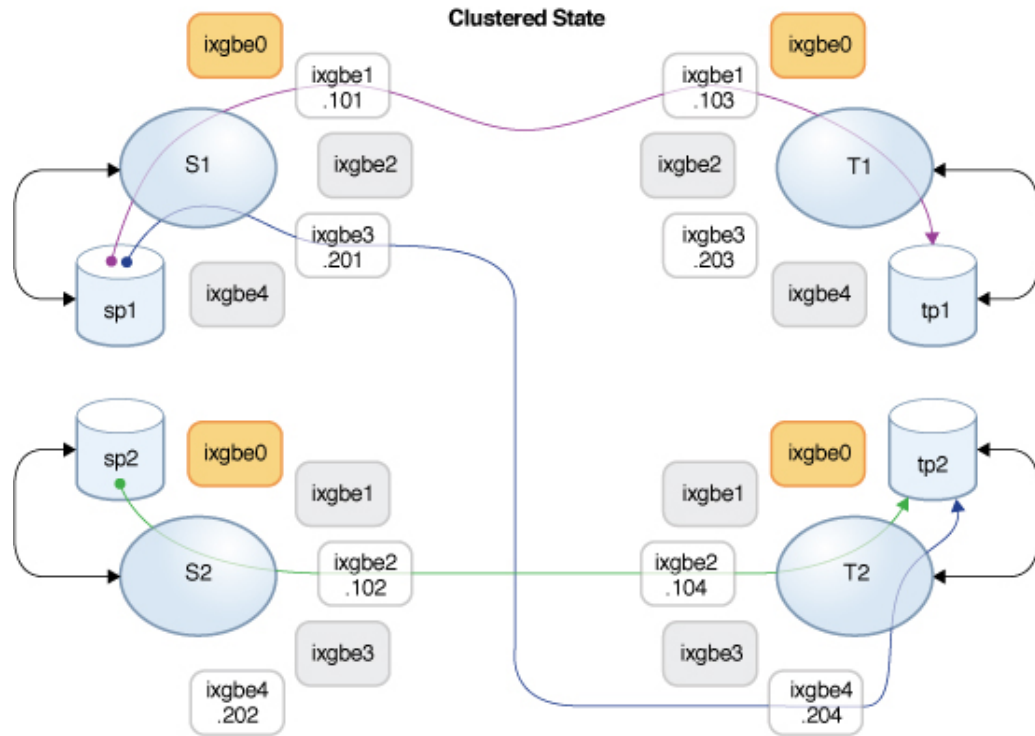 Clustered State
ixgbe0
ixgbe0
ixgbe1
.101
ixgbe1
.103
S1
ixgbe2
ixgbe2
T1
ixgbe3
.201
ixgbe3
.203
ixgbe4
ixgbe4
sp1
tp1
sp2
ixgbe0
ixgbe0
tp2
ixgbe1
ixgbe1
S2
ixgbe2
.102
ixgbe2
.104
T2
ixgbe3
ixgbe3
ixgbe4
.202
ixgbe4
.204